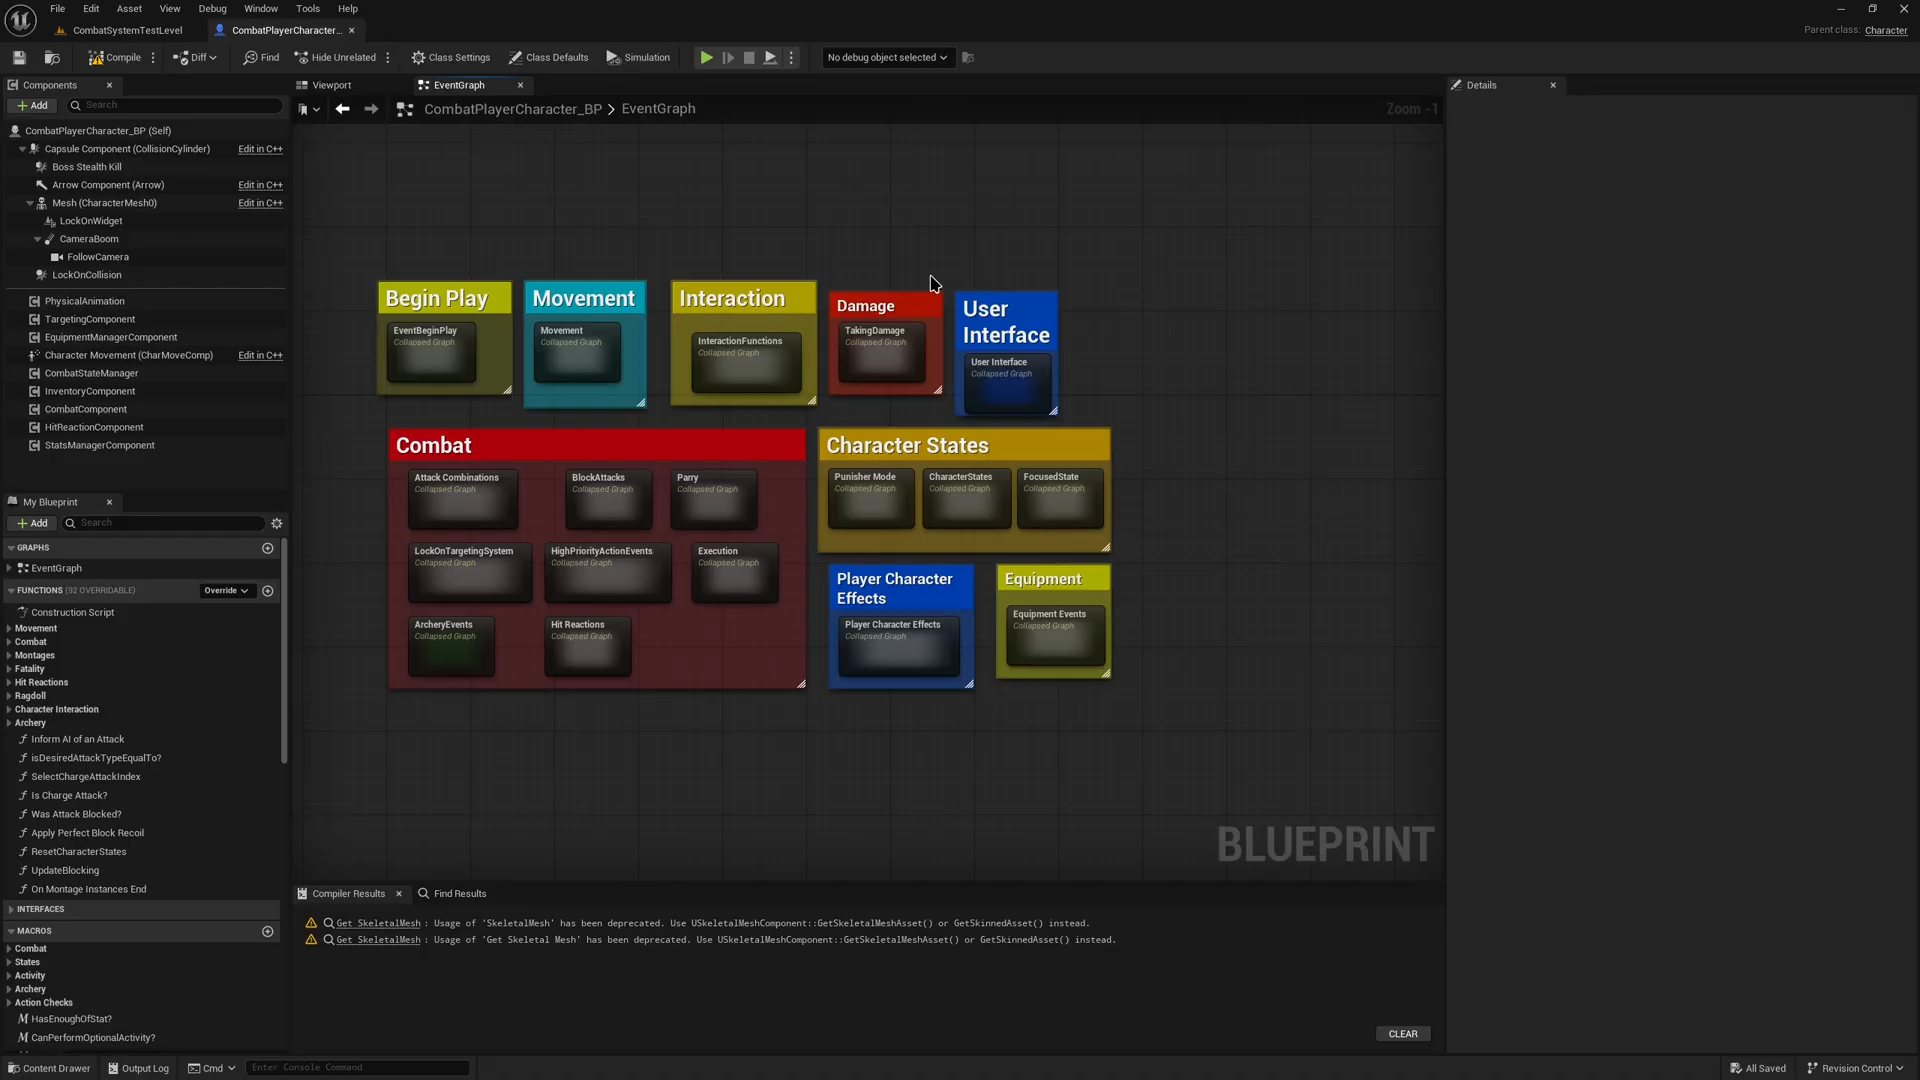 File Edit Asset View Debug Window Tools Help
CombatSystemTestLevel
CombatPlayerCharacter...
Parent class: Character
Compile
Diff
Find
Hide Unrelated
Class Settings
Class Defaults
Simulation
No debug object selected
Components
Add
Search
CombatPlayerCharacter_BP (Self)
Capsule Component (CollisionCylinder) Edit in C++
Boss Stealth Kill
Arrow Component (Arrow) Edit in C++
Mesh (CharacterMesh0) Edit in C++
LockOnWidget
CameraBoom
FollowCamera
LockOnCollision
PhysicalAnimation
TargetingComponent
EquipmentManagerComponent
Character Movement (CharMoveComp) Edit in C++
CombatStateManager
InventoryComponent
CombatComponent
HitReactionComponent
StatsManagerComponent
My Blueprint
Add
Search
GRAPHS
EventGraph
FUNCTIONS (92 OVERRIDABLE) Override
Construction Script
Movement
Combat
Montages
Fatality
Hit Reactions
Ragdoll
Character Interaction
Archery
Inform AI of an Attack
isDesiredAttackTypeEqualTo?
SelectChargeAttackIndex
Is Charge Attack?
Was Attack Blocked?
Apply Perfect Block Recoil
ResetCharacterStates
UpdateBlocking
On Montage Instances End
INTERFACES
MACROS
Combat
States
Activity
Archery
Action Checks
HasEnoughOfStat?
CanPerformOptionalActivity?
Viewport
EventGraph
CombatPlayerCharacter_BP > EventGraph
Zoom -1
Begin Play
EventBeginPlay
Collapsed Graph
Movement
Movement
Collapsed Graph
Interaction
InteractionFunctions
Collapsed Graph
Damage
TakingDamage
Collapsed Graph
User
Interface
User Interface
Collapsed Graph
Combat
Attack Combinations
Collapsed Graph
BlockAttacks
Collapsed Graph
Parry
Collapsed Graph
LockOnTargetingSystem
Collapsed Graph
HighPriorityActionEvents
Collapsed Graph
Execution
Collapsed Graph
ArcheryEvents
Collapsed Graph
Hit Reactions
Collapsed Graph
Character States
Punisher Mode
Collapsed Graph
CharacterStates
Collapsed Graph
FocusedState
Collapsed Graph
Player Character
Effects
Player Character Effects
Collapsed Graph
Equipment
Equipment Events
Collapsed Graph
BLUEPRINT
Compiler Results
Find Results
Get SkeletalMesh : Usage of 'SkeletalMesh' has been deprecated. Use USkeletalMeshComponent::GetSkeletalMeshAsset() or GetSkinnedAsset() instead.
Get SkeletalMesh : Usage of 'Get Skeletal Mesh' has been deprecated. Use USkeletalMeshComponent::GetSkeletalMeshAsset() or GetSkinnedAsset() instead.
CLEAR
Details
Content Drawer
Output Log
Cmd
Enter Console Command
All Saved
Revision Control